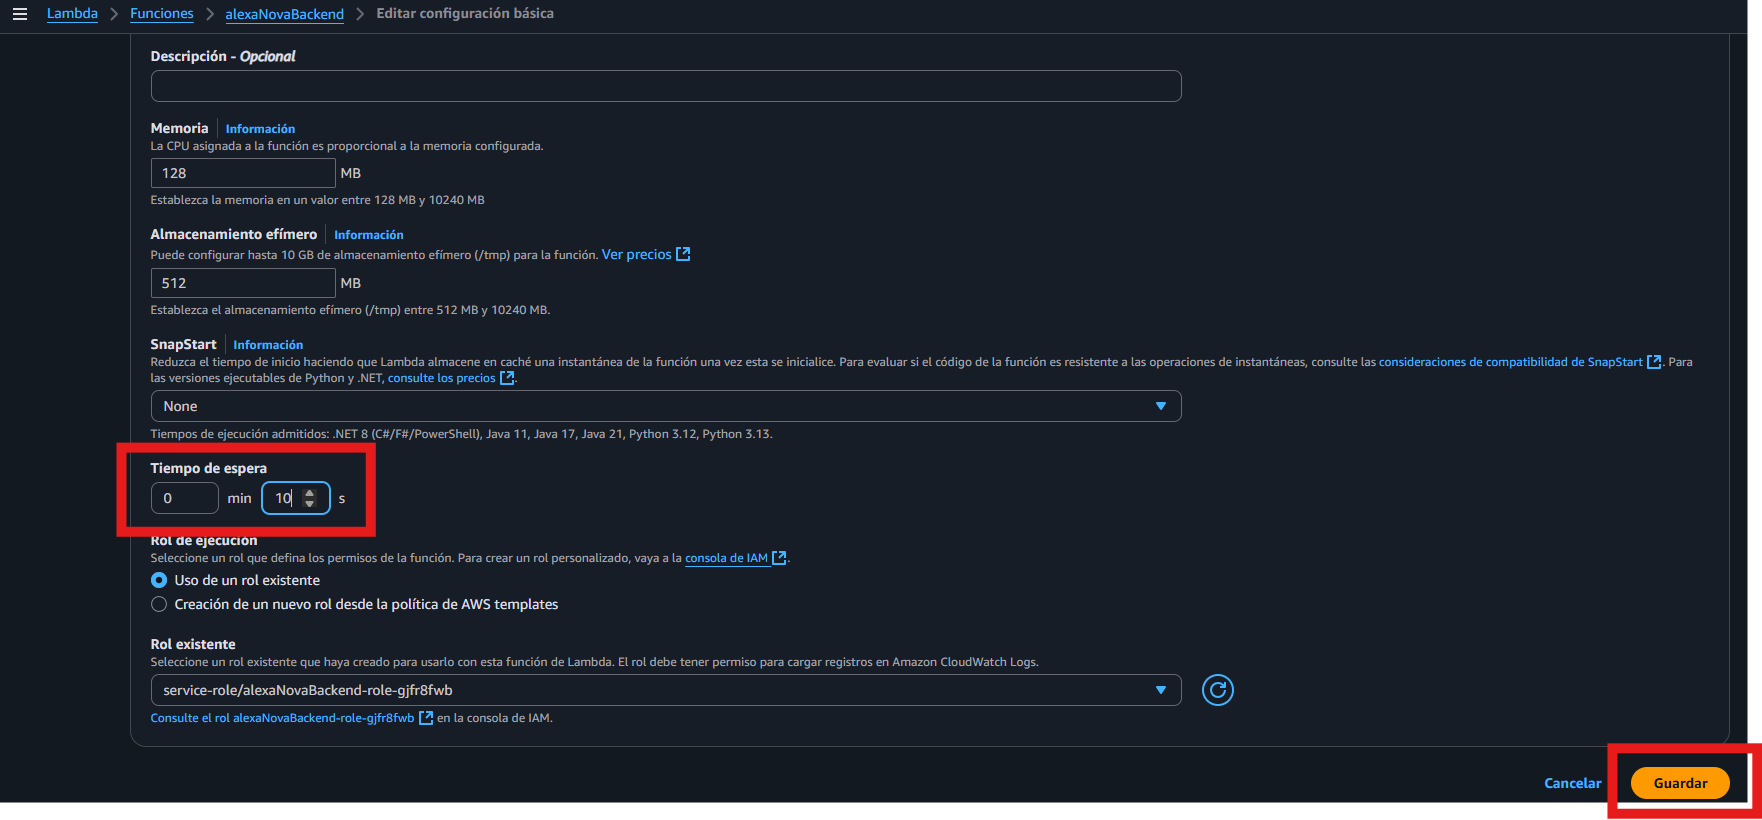 Lambda > Funciones > alexaNovaBackend > Editar configuración básica
Descripción - Opcional
Memoria | Información
La CPU asignada a la función es proporcional a la memoria configurada.
128 MB
Establezca la memoria en un valor entre 128 MB y 10240 MB
Almacenamiento efímero | Información
Puede configurar hasta 10 GB de almacenamiento efímero (/tmp) para la función. Ver precios
512 MB
Establezca el almacenamiento efímero (/tmp) entre 512 MB y 10240 MB.
SnapStart | Información
Reduzca el tiempo de inicio haciendo que Lambda almacene en caché una instantánea de la función una vez esta se inicialice. Para evaluar si el código de la función es resistente a las operaciones de instantáneas, consulte las consideraciones de compatibilidad de SnapStart. Para
las versiones ejecutables de Python y .NET, consulte los precios.
None
Tiempos de ejecución admitidos: .NET 8 (C#/F#/PowerShell), Java 11, Java 17, Java 21, Python 3.12, Python 3.13.
Tiempo de espera
0 min 10 s
Rol de ejecución
Seleccione un rol que defina los permisos de la función. Para crear un rol personalizado, vaya a la consola de IAM.
Uso de un rol existente
Creación de un nuevo rol desde la política de AWS templates
Rol existente
Seleccione un rol existente que haya creado para usarlo con esta función de Lambda. El rol debe tener permiso para cargar registros en Amazon CloudWatch Logs.
service-role/alexaNovaBackend-role-gjfr8fwb
Consulte el rol alexaNovaBackend-role-gjfr8fwb en la consola de IAM.
Cancelar Guardar